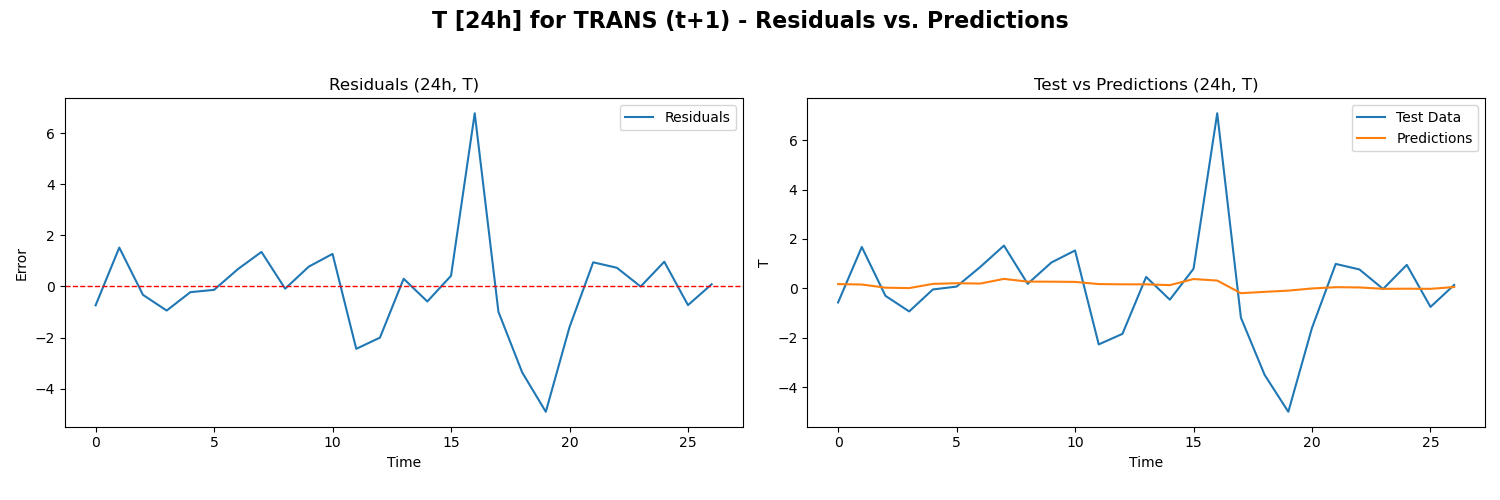 T [24h] for TRANS (t+1) - Residuals vs. Predictions
Residuals (24h, T)
Residuals
Error
6
4
2
0
−2
−4
0
5
10
15
20
25
Time
Test vs Predictions (24h, T)
Test Data
Predictions
T
6
4
2
0
−2
−4
0
5
10
15
20
25
Time